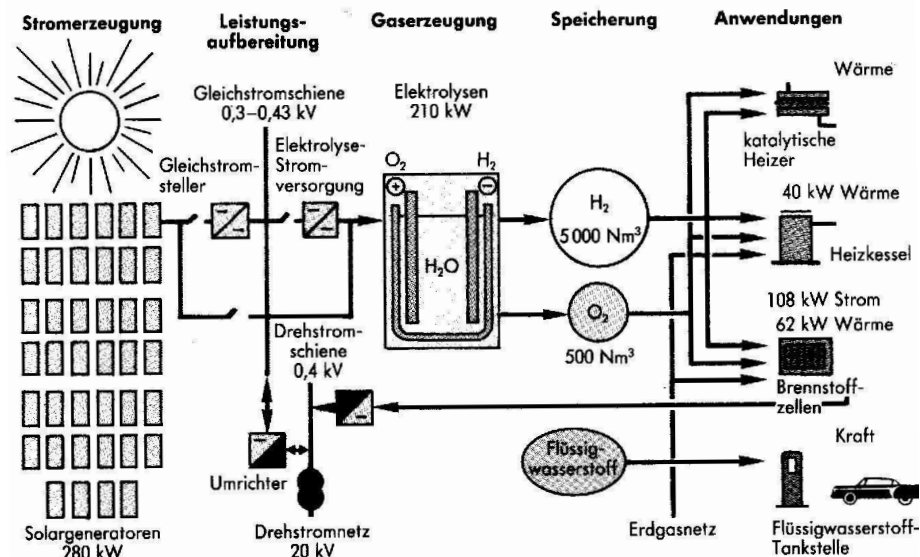 Stromerzeugung
Leistungs-
aufbereitung
Gaserzeugung
Speicherung
Anwendungen
Gleichstromschiene
0,3–0,43 kV
Gleichstrom-
steller
Elektrolyse-
Strom-
versorgung
Elektrolysen
210 kW
O₂
H₂
+
−
H₂O
H₂
5 000 Nm³
O₂
500 Nm³
Wärme
katalytische
Heizer
40 kW Wärme
Heizkessel
108 kW Strom
62 kW Wärme
Brennstoff-
zellen
Drehstrom-
schiene
0,4 kV
Umrichter
Drehstromnetz
20 kV
Solargeneratoren
280 kW
Flüssig-
wasserstoff
Erdgasnetz
Kraft
Flüssigwasserstoff-
Tankstelle